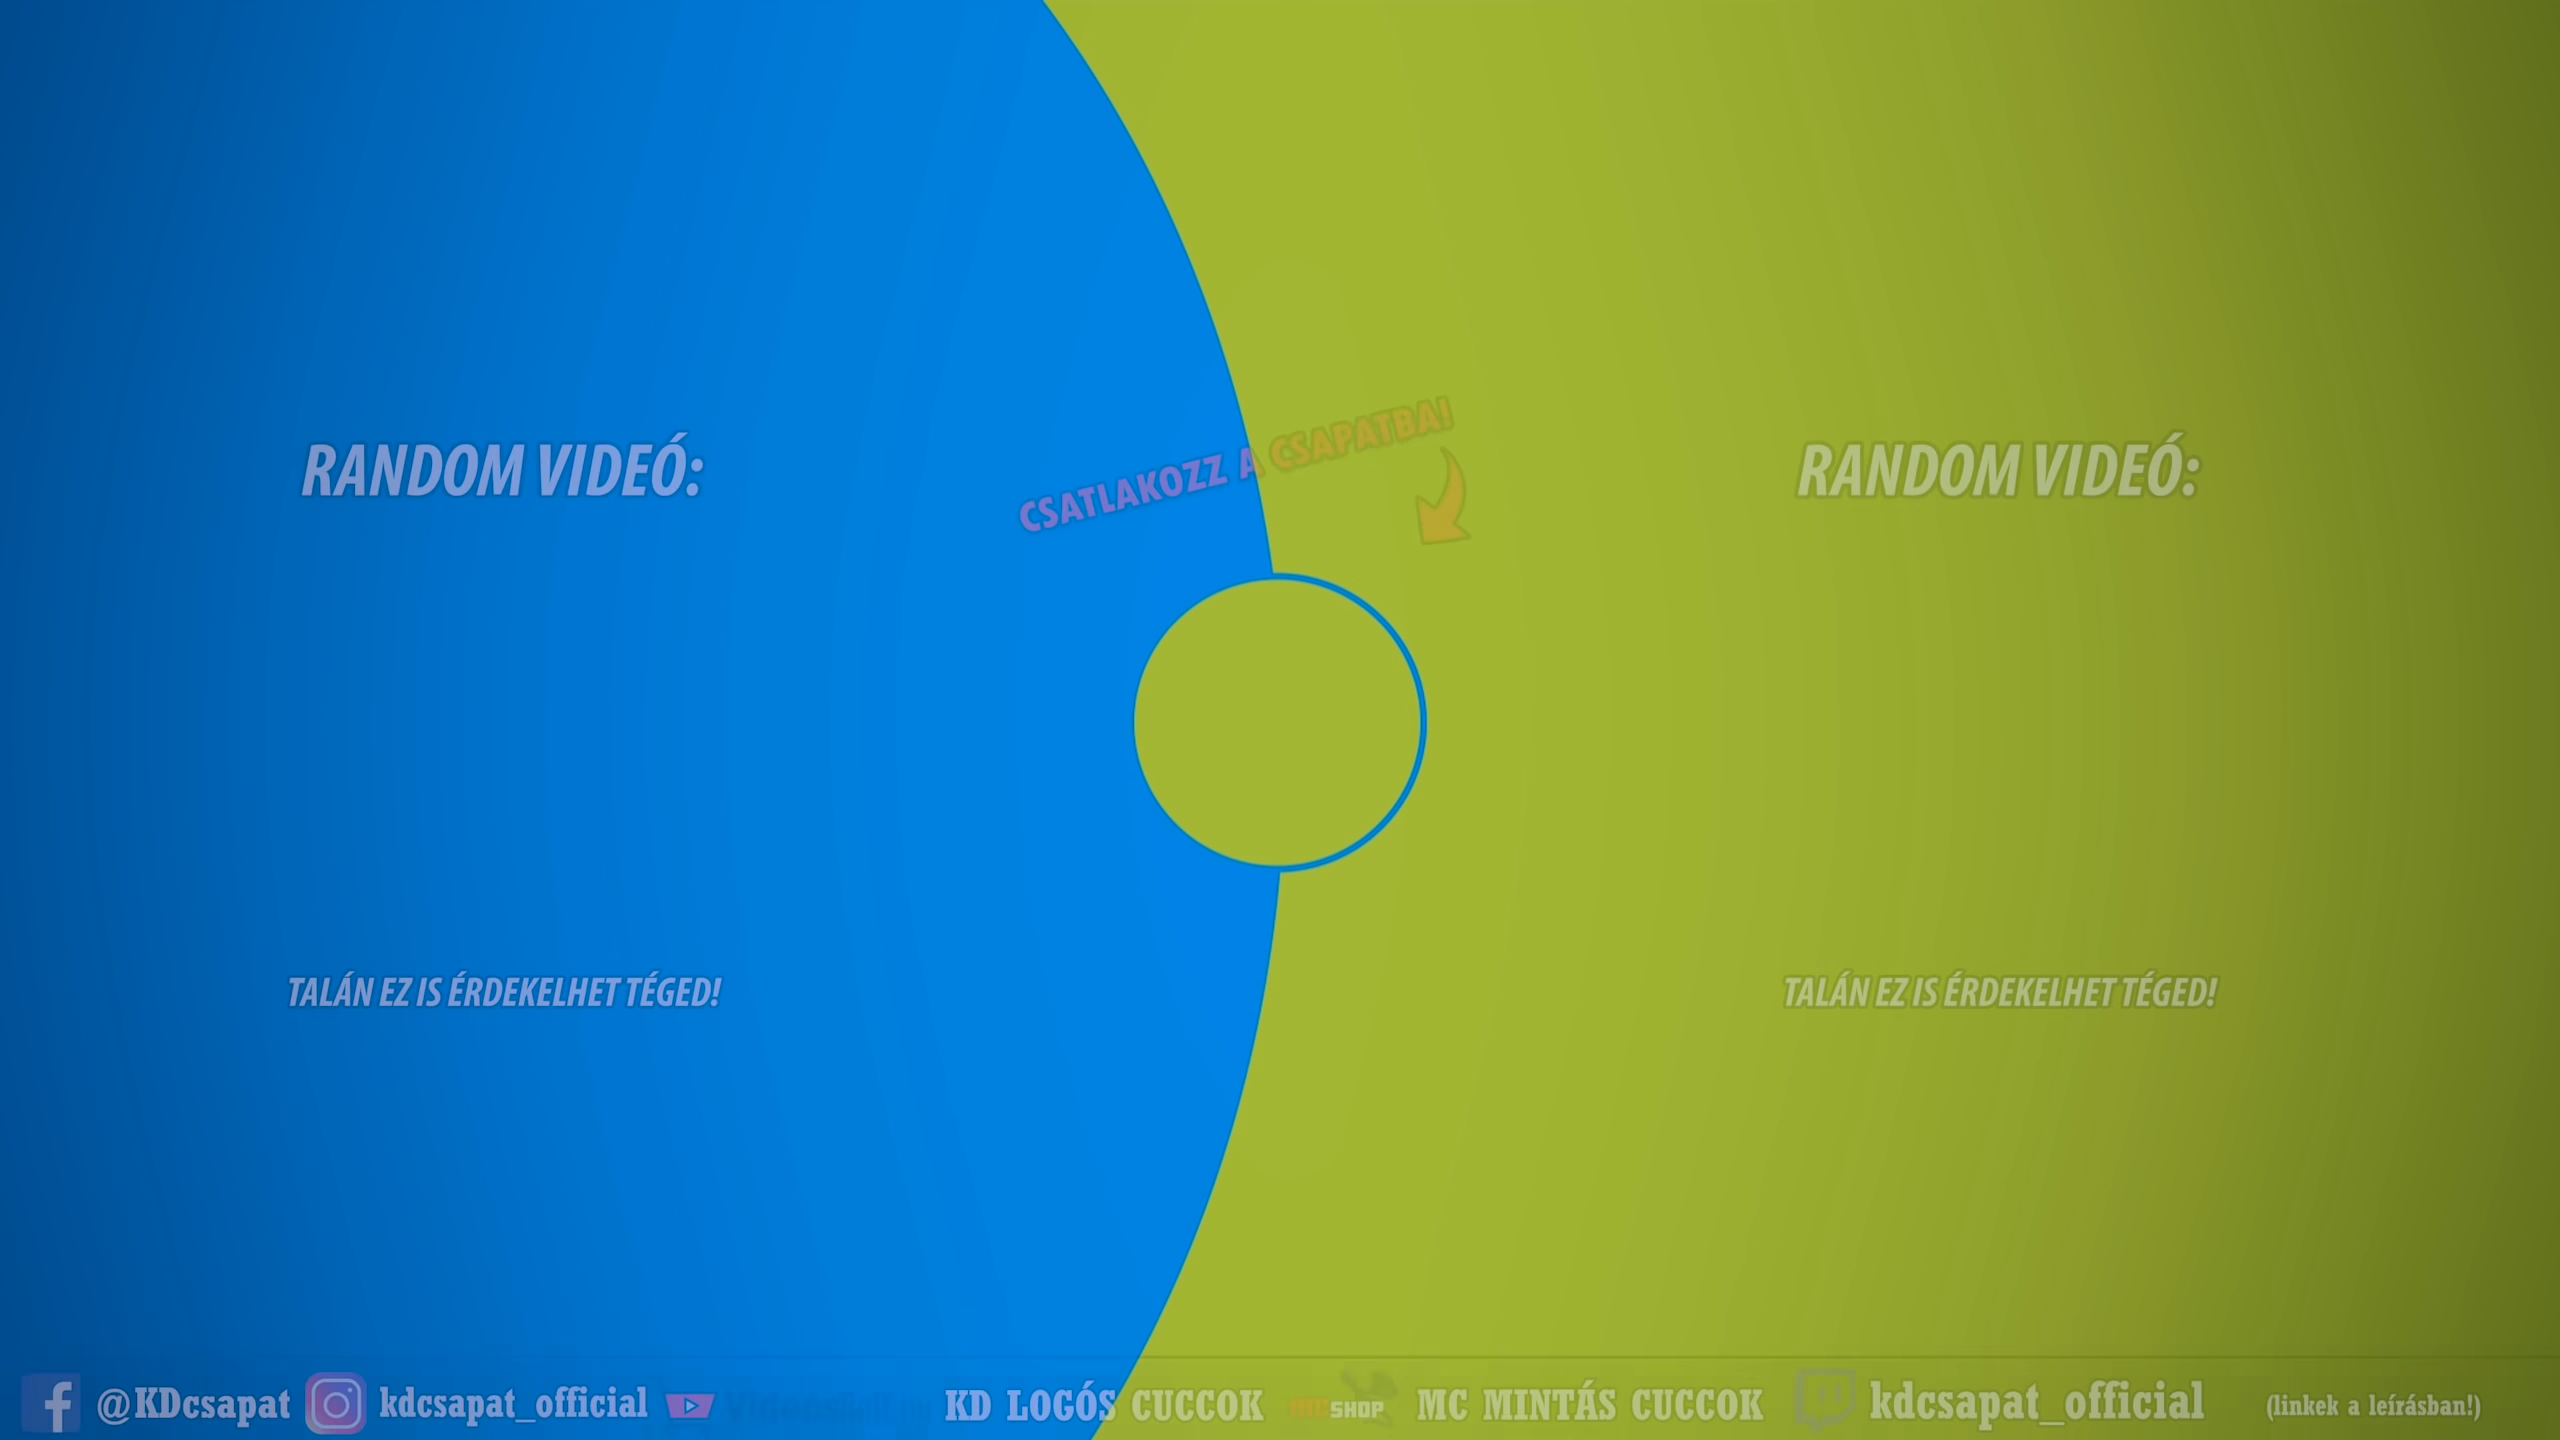 CSATLAKOZZ A CSAPATBA!
RANDOM VIDEÓ:
RANDOM VIDEÓ:
TALÁN EZ IS ÉRDEKELHET TÉGED!
TALÁN EZ IS ÉRDEKELHET TÉGED!
@KDcsapat kdcsapat_official KD LOGÓS CUCCOK SHOP MC MINTÁS CUCCOK kdcsapat_official (linkek a leírásban!)